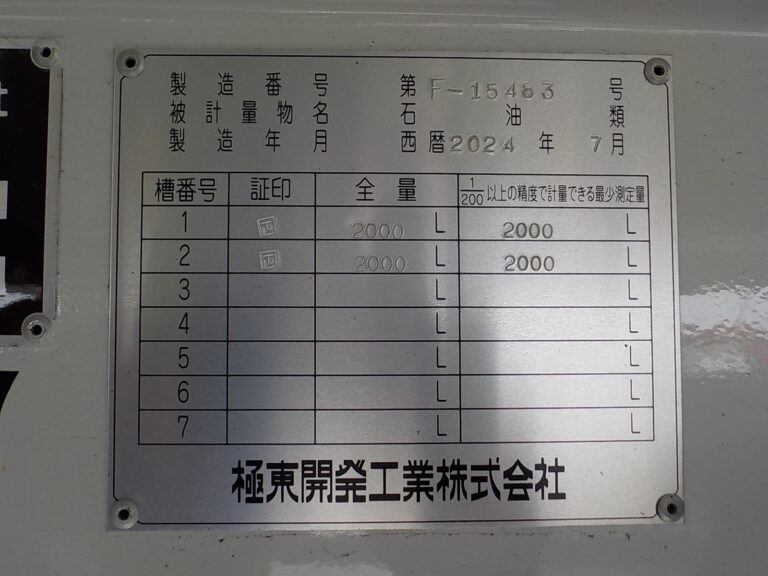 製造番号 第 F-15483 号
被計量物名 石油類
製造年月 西暦2024年7月
槽番号 証印 全量 1/200以上の精度で計量できる最少測定量
1 正 2000 L 2000 L
2 正 2000 L 2000 L
3 L L
4 L L
5 L L
6 L L
7 L L
極東開発工業株式会社